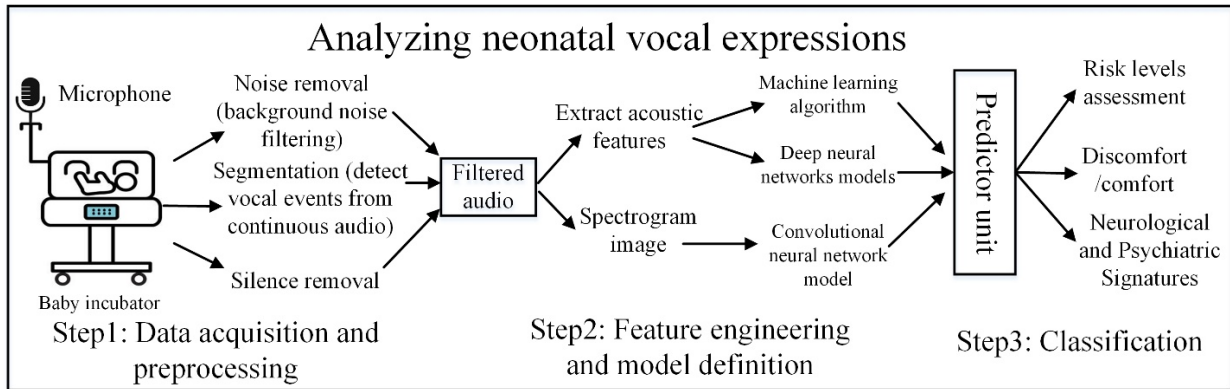 Analyzing neonatal vocal expressions
Microphone
Baby incubator
Noise removal
(background noise
filtering)
Segmentation (detect
vocal events from
continuous audio)
Silence removal
Filtered
audio
Extract acoustic
features
Spectrogram
image
Machine learning
algorithm
Deep neural
networks models
Convolutional
neural network
model
Predictor unit
Risk levels
assessment
Discomfort
/comfort
Neurological
and Psychiatric
Signatures
Step1: Data acquisition and
preprocessing
Step2: Feature engineering
and model definition
Step3: Classification